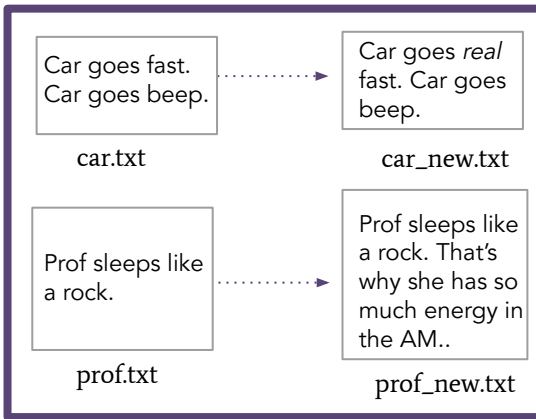 Car goes fast.
Car goes beep.
car.txt
Car goes real
fast. Car goes
beep.
car_new.txt
Prof sleeps like
a rock.
prof.txt
Prof sleeps like
a rock. That's
why she has so
much energy in
the AM..
prof_new.txt